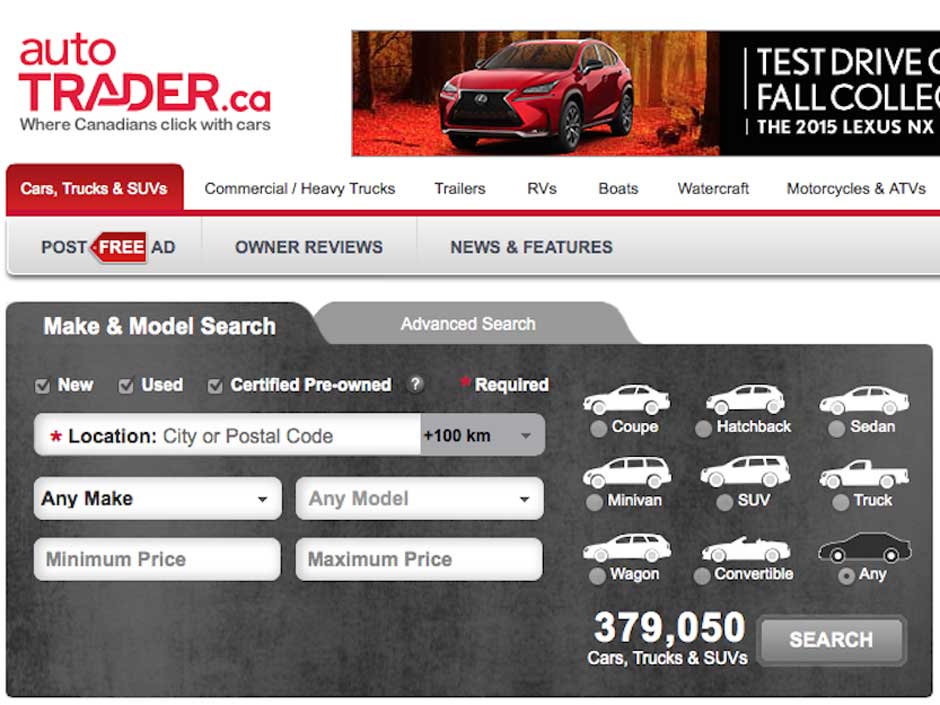 auto
TRADER.ca
Where Canadians click with cars
TEST DRIVE
FALL
THE 2015 LEXUS NX
Cars, Trucks & SUVs
Commercial / Heavy Trucks
Trailers
RVs
Boats
Watercraft
Motorcycles & ATVs
POST FREE AD
OWNER REVIEWS
NEWS & FEATURES
Make & Model Search
Advanced Search
New
Used
Certified Pre-owned
?
* Required
* Location: City or Postal Code
+100 km
Any Make
Any Model
Minimum Price
Maximum Price
Coupe
Hatchback
Sedan
Minivan
SUV
Truck
Wagon
Convertible
Any
379,050
Cars, Trucks & SUVs
SEARCH